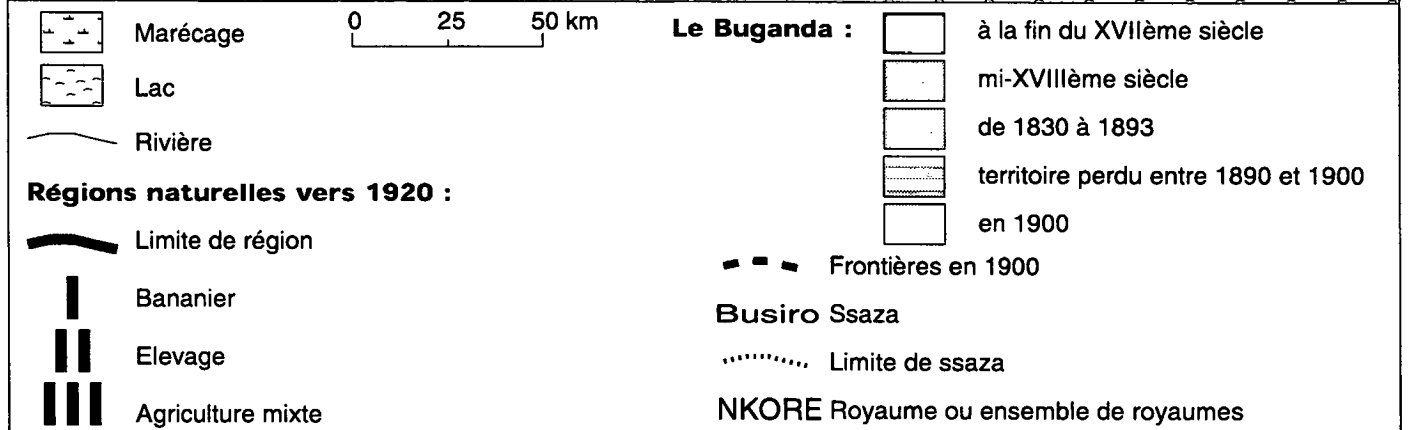 Marécage
Lac
Rivière
0 25 50 km
Régions naturelles vers 1920 :
Limite de région
Bananier
Elevage
Agriculture mixte
Le Buganda :
à la fin du XVIIème siècle
mi-XVIIIème siècle
de 1830 à 1893
territoire perdu entre 1890 et 1900
en 1900
Frontières en 1900
Busiro Ssaza
Limite de ssaza
NKORE Royaume ou ensemble de royaumes